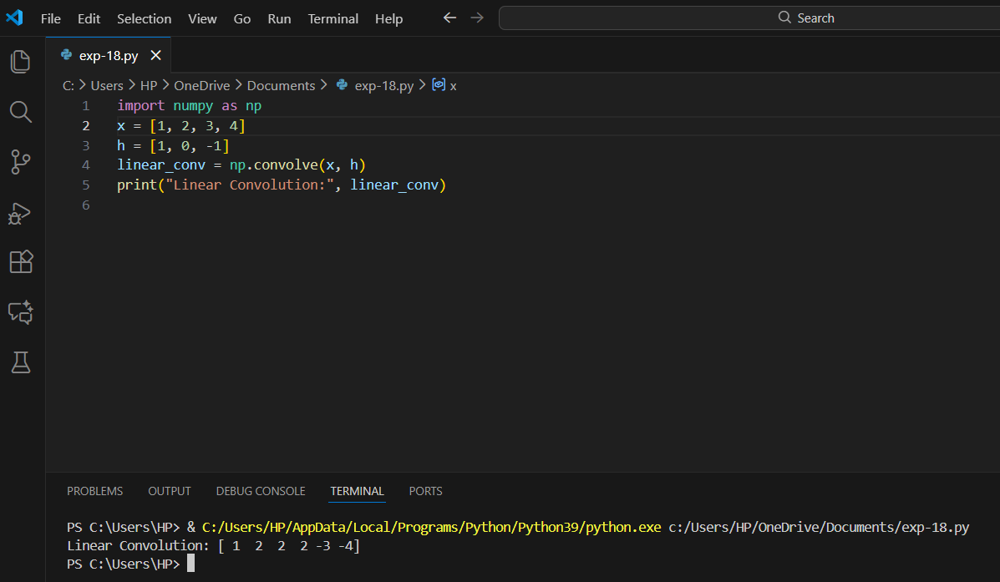 File Edit Selection View Go Run Terminal Help Search
exp-18.py
C: > Users > HP > OneDrive > Documents > exp-18.py > x
1 import numpy as np
2 x = [1, 2, 3, 4]
3 h = [1, 0, -1]
4 linear_conv = np.convolve(x, h)
5 print("Linear Convolution:", linear_conv)
6
PROBLEMS OUTPUT DEBUG CONSOLE TERMINAL PORTS
PS C:\Users\HP> & C:/Users/HP/AppData/Local/Programs/Python/Python39/python.exe c:/Users/HP/OneDrive/Documents/exp-18.py
Linear Convolution: [ 1  2  2  2 -3 -4]
PS C:\Users\HP>